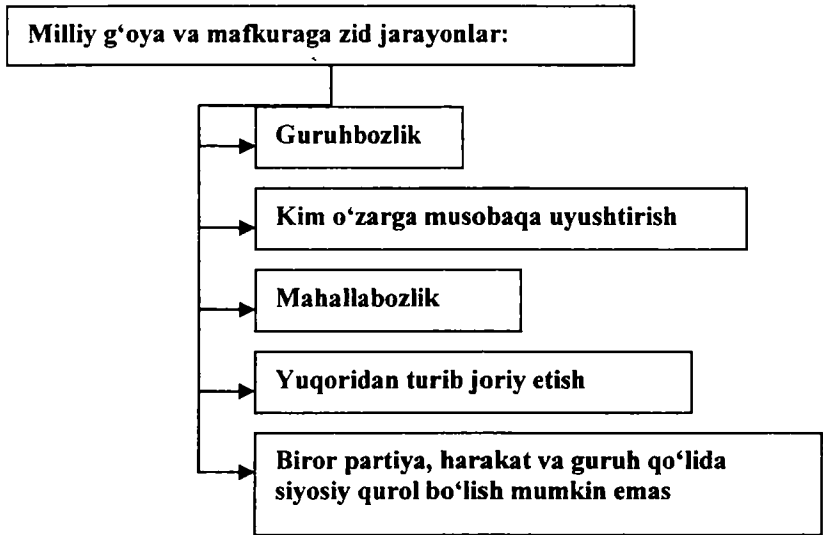 Milliy g‘oya va mafkuraga zid jarayonlar:
Guruhbozlik
Kim o‘zarga musobaqa uyushtirish
Mahallabozlik
Yuqoridan turib joriy etish
Biror partiya, harakat va guruh qo‘lida
siyosiy qurol bo‘lish mumkin emas